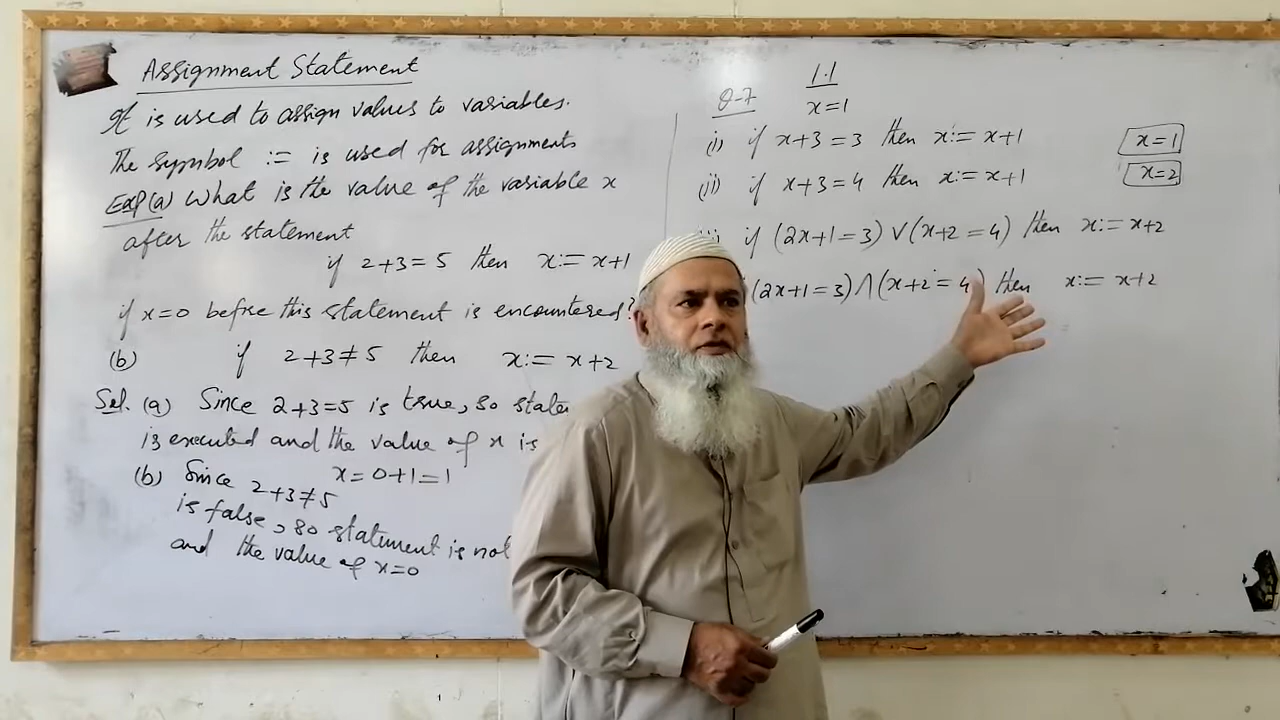 Assignment Statement
It is used to assign values to variables.
The symbol := is used for assignments
Exp(a) What is the value of the variable x
after the statement
if 2+3=5 then x:= x+1
if x=0 before this statement is encountered?
(b) if 2+3≠5 then x:= x+2
Sol. (a) Since 2+3=5 is true, so
is executed and the value of x is
x=0+1=1
(b) Since 2+3≠5
is false, so statement is not
and the value of x=0
1.1
Q-7 x=1
(i) if x+3=3 then x:= x+1 x=1
(ii) if x+3=4 then x:= x+1 x=2
if (2x+1=3) ∨ (x+2=4) then x:= x+2
(2x+1=3) ∧ (x+2=4) then x:= x+2